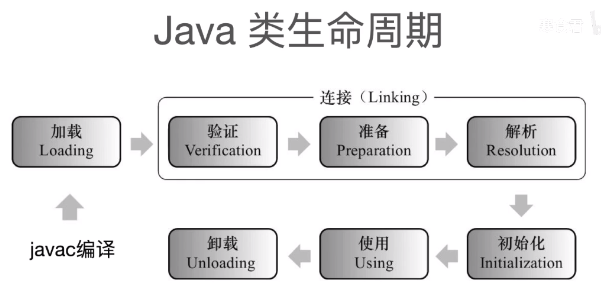 Java 类生命周期
连接（Linking）
加载
Loading
验证
Verification
准备
Preparation
解析
Resolution
javac编译
卸载
Unloading
使用
Using
初始化
Initialization